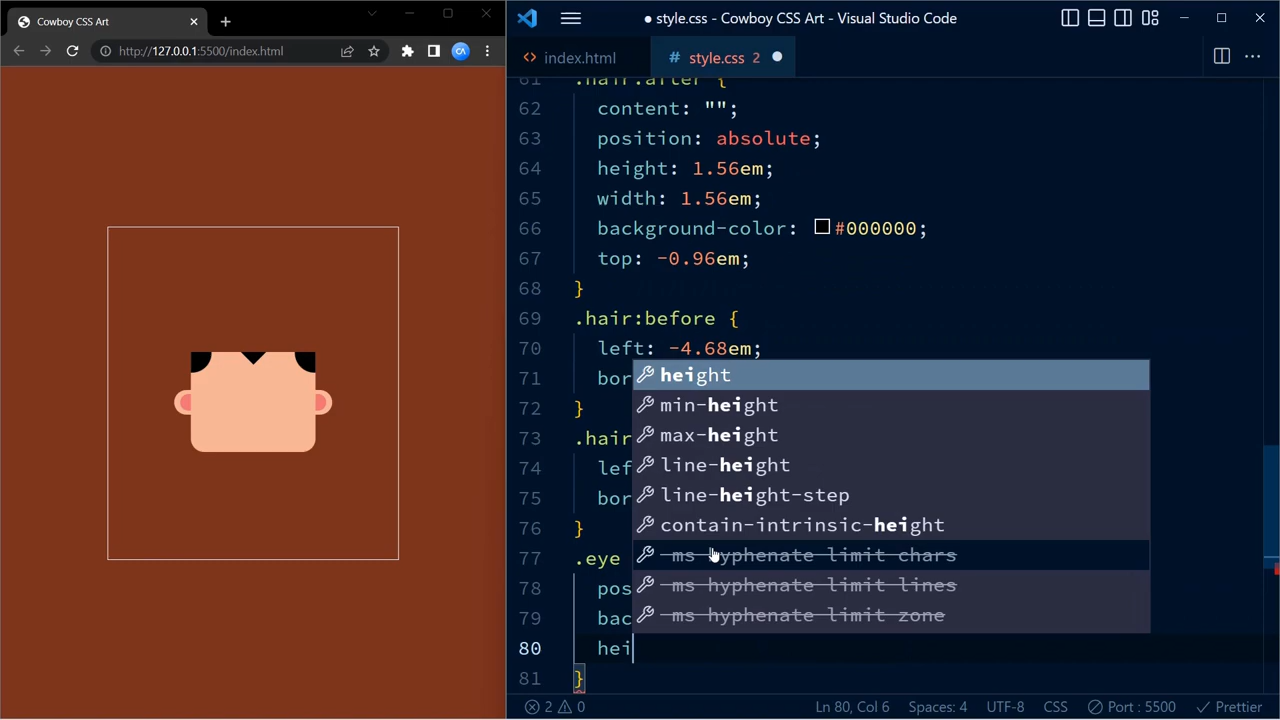 Cowboy CSS Art
http://127.0.0.1:5500/index.html
style.css - Cowboy CSS Art - Visual Studio Code
index.html
# style.css 2
61 .hair:after {
62 content: "";
63 position: absolute;
64 height: 1.56em;
65 width: 1.56em;
66 background-color: #000000;
67 top: -0.96em;
68 }
69 .hair:before {
70 left: -4.68em;
71 bor
72 }
73 .hair
74 lef
75 bor
76 }
77 .eye
78 pos
79 bac
80 hei
81 }
height
min-height
max-height
line-height
line-height-step
contain-intrinsic-height
ms hyphenate limit chars
ms hyphenate limit lines
ms hyphenate limit zone
2 0 Ln 80, Col 6 Spaces: 4 UTF-8 CSS Port : 5500 Prettier